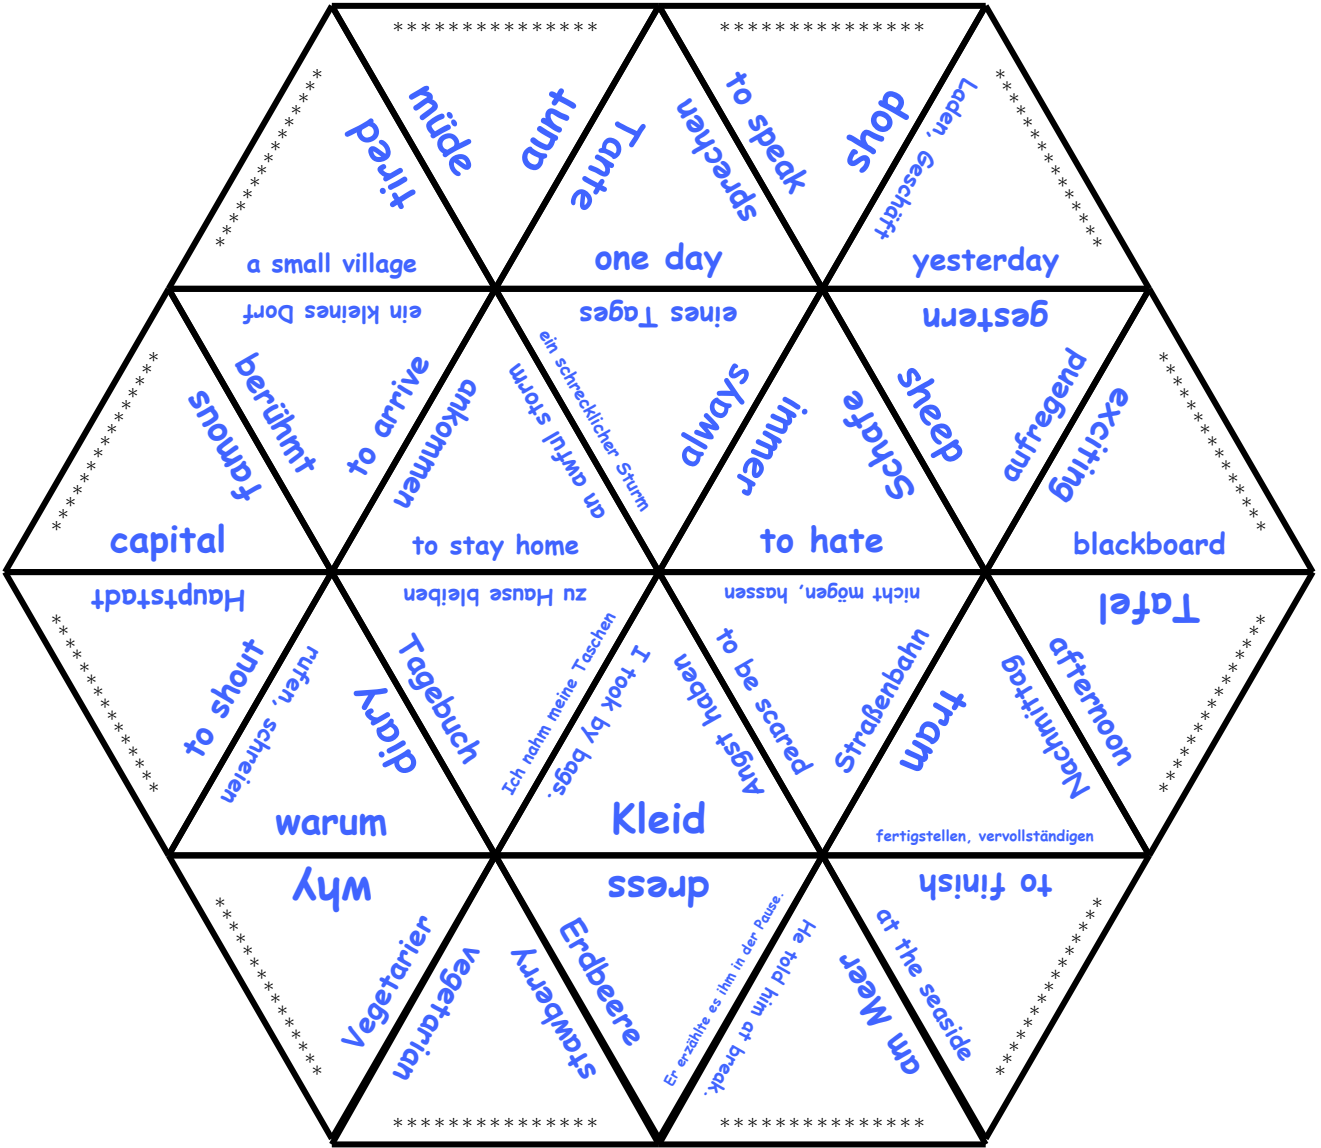 **************
**************
**************
tired
müde
aunt
Tante
sprechen
to speak
shop
Laden, Geschäft
**************
a small village
one day
yesterday
ein kleines Dorf
eines Tages
gestern
**************
famous
berühmt
to arrive
ankommen
an awful storm
ein schrecklicher Sturm
always
immer
Schafe
sheep
aufregend
exciting
**************
capital
to stay home
to hate
blackboard
Hauptstadt
zu Hause bleiben
nicht mögen, hassen
Tafel
**************
to shout
rufen, schreien
diary
Tagebuch
Ich nahm meine Taschen
I took by bags.
Angst haben
to be scared
Straßenbahn
tram
Nachmittag
afternoon
**************
warum
Kleid
fertigstellen, vervollständigen
why
dress
to finish
**************
Vegetarier
vegetarian
stawberry
Erdbeere
Er erzählte es ihm in der Pause.
He told him at break.
am Meer
at the seaside
**************
**************
**************